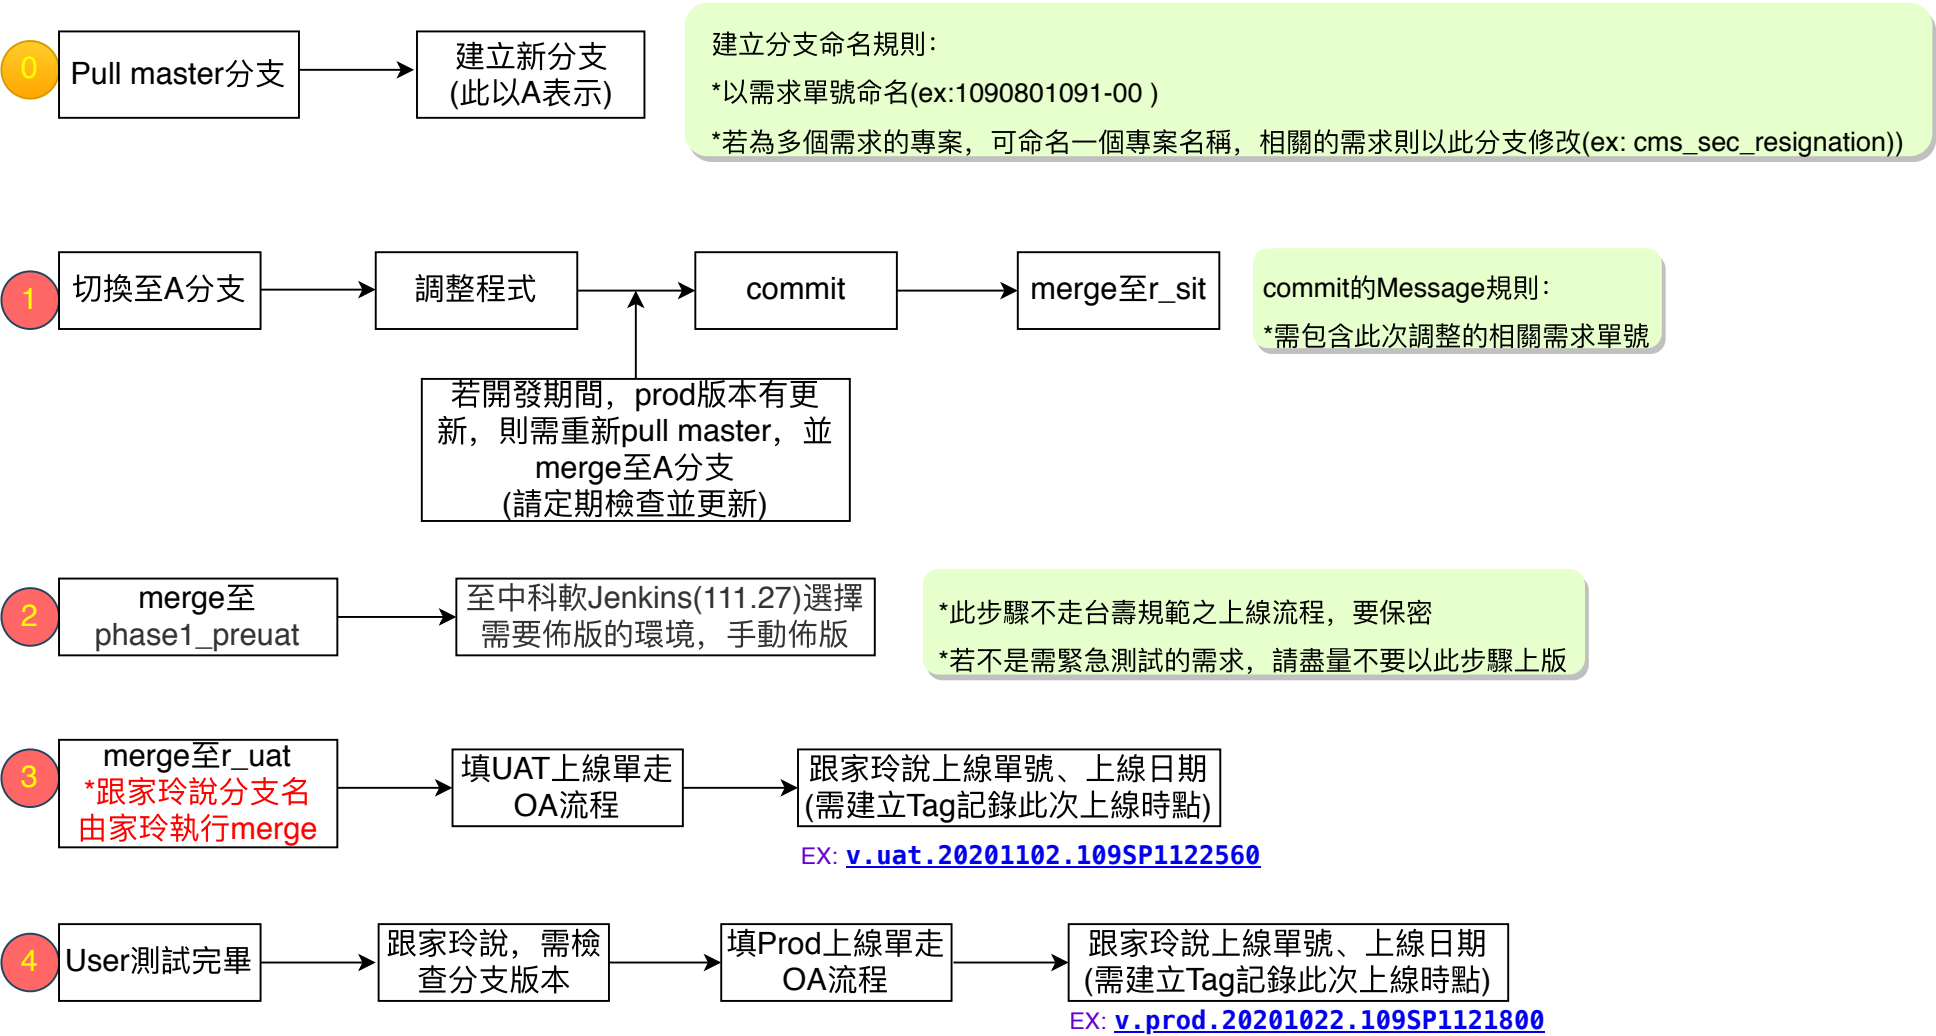 0
Pull master分支
建立新分支
(此以A表示)
建立分支命名規則：
*以需求單號命名(ex:1090801091-00 )
*若為多個需求的專案，可命名一個專案名稱，相關的需求則以此分支修改(ex: cms_sec_resignation))
1
切換至A分支
調整程式
commit
merge至r_sit
commit的Message規則：
*需包含此次調整的相關需求單號
若開發期間，prod版本有更
新，則需重新pull master，並
merge至A分支
(請定期檢查並更新)
2
merge至
phase1_preuat
至中科軟Jenkins(111.27)選擇
需要佈版的環境，手動佈版
*此步驟不走台壽規範之上線流程，要保密
*若不是需緊急測試的需求，請盡量不要以此步驟上版
3
merge至r_uat
*跟家玲說分支名
由家玲執行merge
填UAT上線單走
OA流程
跟家玲說上線單號、上線日期
(需建立Tag記錄此次上線時點)
EX: v.uat.20201102.109SP1122560
4
User測試完畢
跟家玲說，需檢
查分支版本
填Prod上線單走
OA流程
跟家玲說上線單號、上線日期
(需建立Tag記錄此次上線時點)
EX: v.prod.20201022.109SP1121800